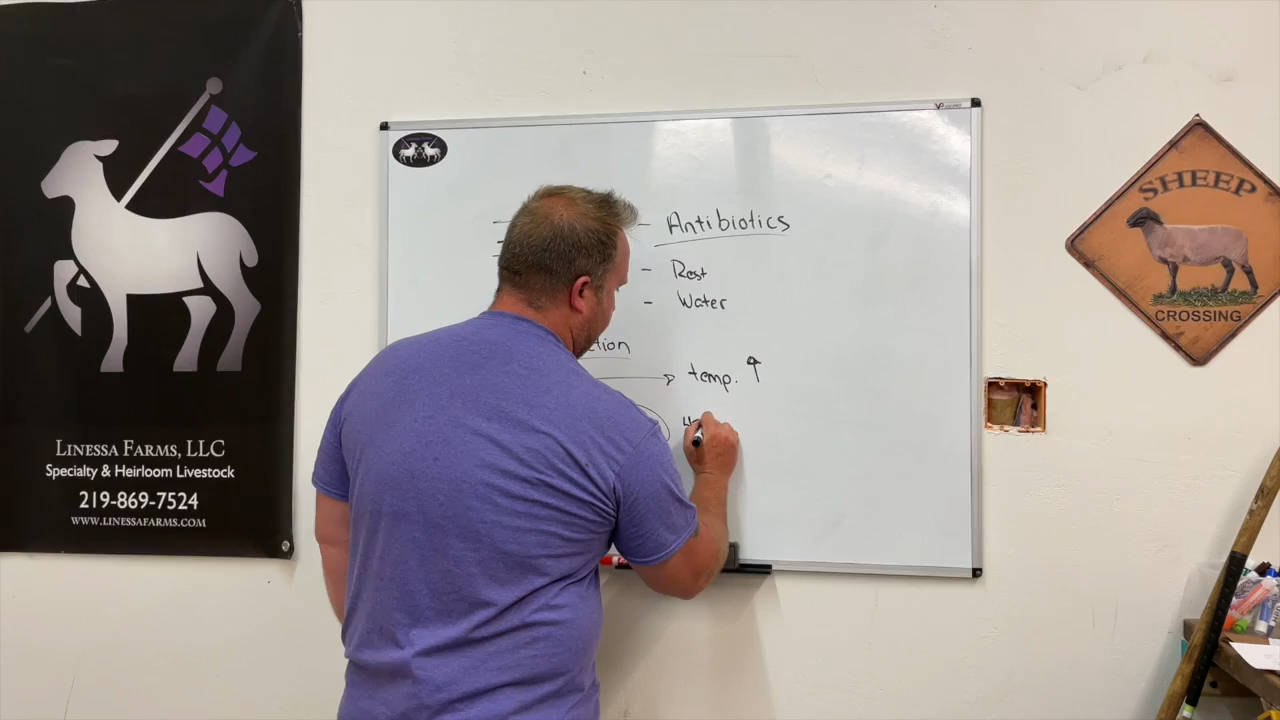 LINESSA FARMS, LLC
Specialty & Heirloom Livestock
219-869-7524
WWW.LINESSAFARMS.COM
- Antibiotics
- Rest
- Water
tion
temp. ↑
SHEEP
CROSSING